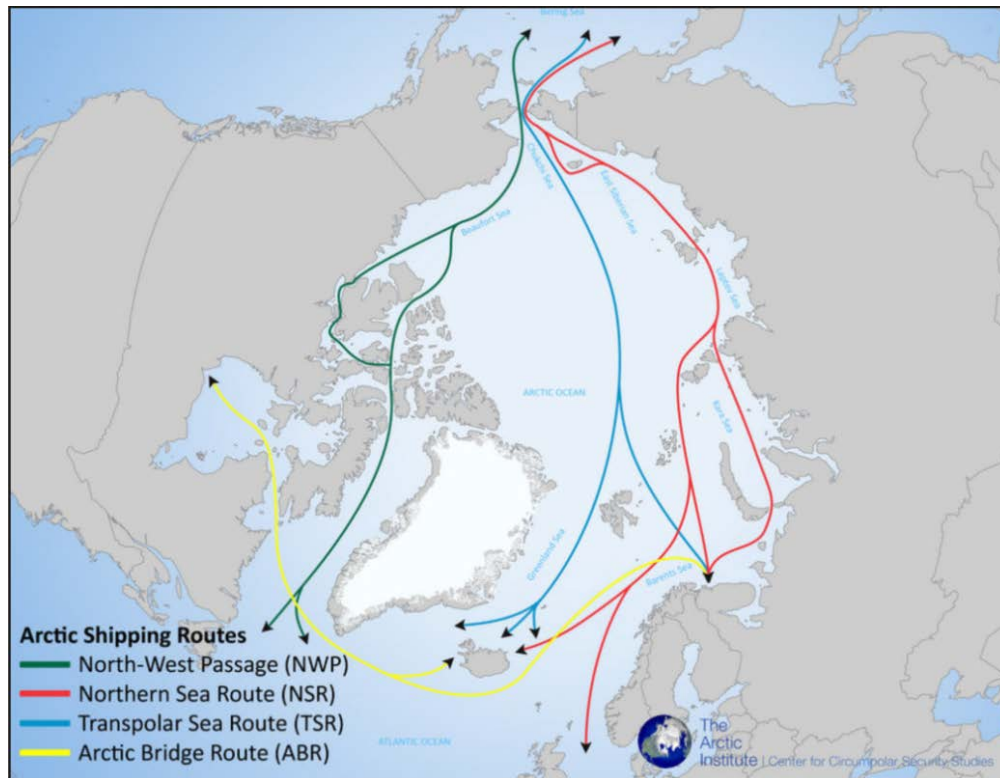 Bering Sea
Chukchi Sea
East Siberian Sea
Beaufort Sea
Laptev Sea
ARCTIC OCEAN
Kara Sea
Greenland Sea
Barents Sea
Arctic Shipping Routes
North-West Passage (NWP)
Northern Sea Route (NSR)
Transpolar Sea Route (TSR)
Arctic Bridge Route (ABR)
ATLANTIC OCEAN
The
Arctic
Institute | Center for Circumpolar Security Studies